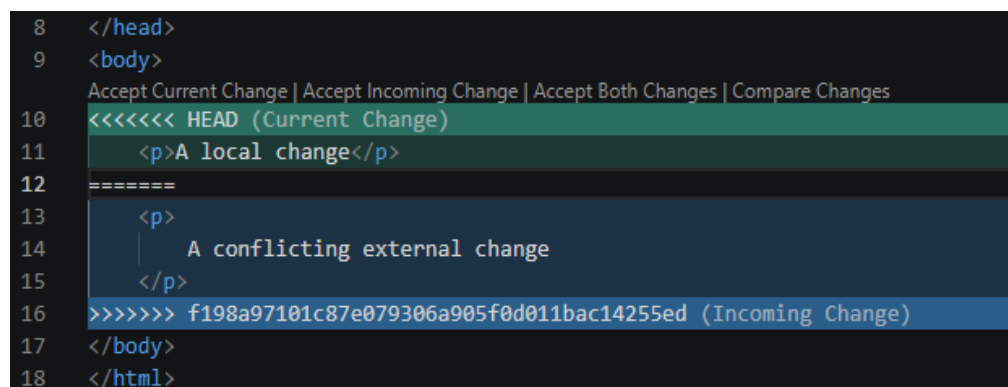 8 </head>
9 <body>
Accept Current Change | Accept Incoming Change | Accept Both Changes | Compare Changes
10 <<<<<<< HEAD (Current Change)
11 <p>A local change</p>
12 =======
13 <p>
14 A conflicting external change
15 </p>
16 >>>>>>> f198a97101c87e079306a905f0d011bac14255ed (Incoming Change)
17 </body>
18 </html>